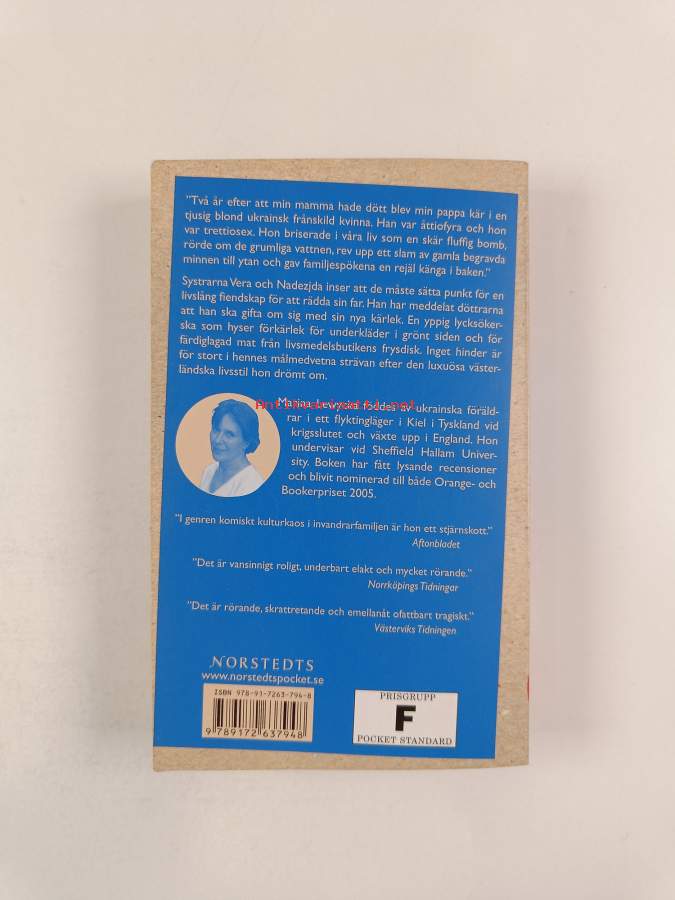 "Två år efter att min mamma hade dött blev min pappa kär i en
tjusig blond ukrainsk frånskild kvinna. Han var åttiofyra och hon
var trettiosex. Hon briserade i våra liv som en skär fluffig bomb,
rörde om de grumliga vattnen, rev upp ett slam av gamla begravda
minnen till ytan och gav familjespökena en rejäl känga i baken."
Systrarna Vera och Nadezjda inser att de måste sätta punkt för en
livslång fiendskap för att rädda sin far. Han har meddelat döttrarna
att han ska gifta om sig med sin nya kärlek. En yppig lycksöker-
ska som hyser förkärlek för underkläder i grönt siden och för
färdiglagad mat från livsmedelsbutikens frysdisk. Inget hinder är
för stort i hennes målmedvetna strävan efter den luxuösa väster-
ländska livsstil hon drömt om.
Antikvariaatti.net
Marina Lewycka föddes av ukrainska föräld-
rar i ett flyktingläger i Kiel i Tyskland vid
krigsslutet och växte upp i England. Hon
undervisar vid Sheffield Hallam Univer-
sity. Boken har fått lysande recensioner
och blivit nominerad till både Orange- och
Bookerpriset 2005.
"I genren komiskt kulturkaos i invandrarfamiljen är hon ett stjärnskott."
Aftonbladet
"Det är vansinnigt roligt, underbart elakt och mycket rörande."
Norrköpings Tidningar
"Det är rörande, skrattretande och emellanåt ofattbart tragiskt."
Västerviks Tidningen
NORSTEDTS
www.norstedtspocket.se
ISBN 978-91-7263-794-8
9 789172 637948
PRISGRUPP
F
POCKET STANDARD